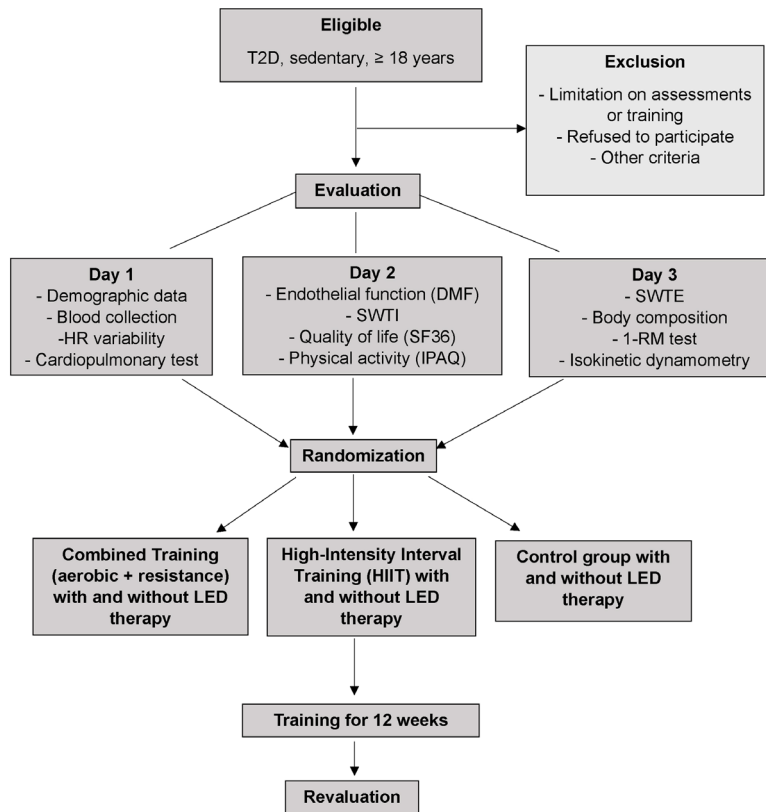 Eligible
T2D, sedentary, ≥ 18 years
Exclusion
- Limitation on assessments
or training
- Refused to participate
- Other criteria
Evaluation
Day 1
- Demographic data
- Blood collection
-HR variability
- Cardiopulmonary test
Day 2
- Endothelial function (DMF)
- SWTI
- Quality of life (SF36)
- Physical activity (IPAQ)
Day 3
- SWTE
- Body composition
- 1-RM test
- Isokinetic dynamometry
Randomization
Combined Training
(aerobic + resistance)
with and without LED
therapy
High-Intensity Interval
Training (HIIT) with
and without LED
therapy
Control group with
and without LED
therapy
Training for 12 weeks
Revaluation